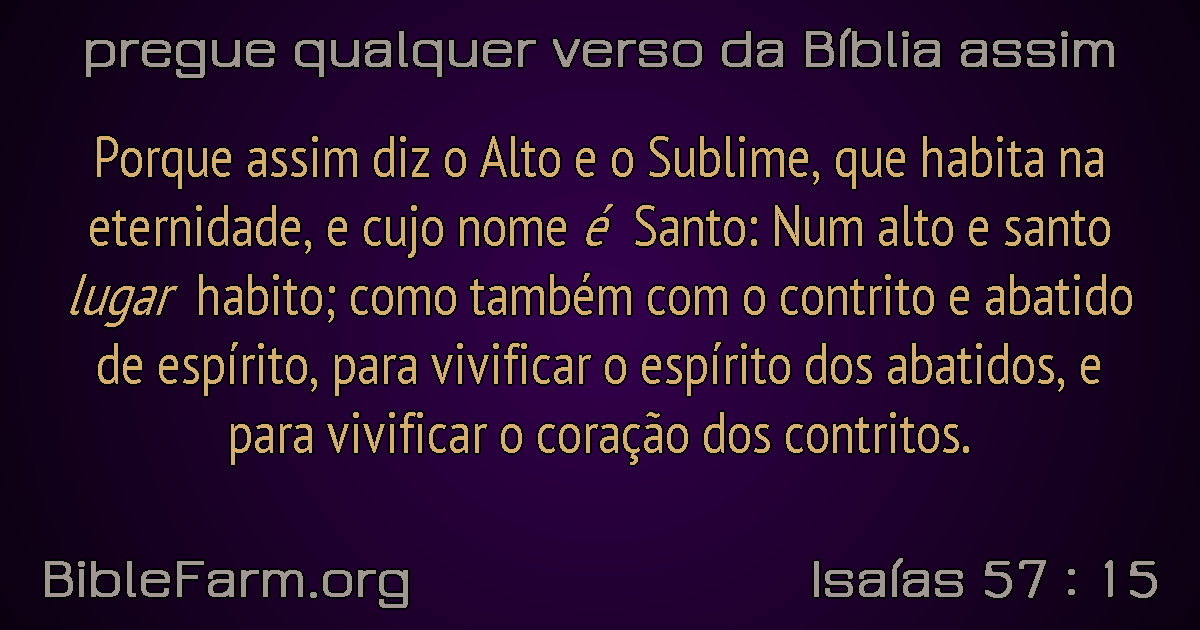 pregue qualquer verso da Bíblia assim
Porque assim diz o Alto e o Sublime, que habita na
eternidade, e cujo nome é Santo: Num alto e santo
lugar habito; como também com o contrito e abatido
de espírito, para vivificar o espírito dos abatidos, e
para vivificar o coração dos contritos.
BibleFarm.org
Isaías 57 : 15